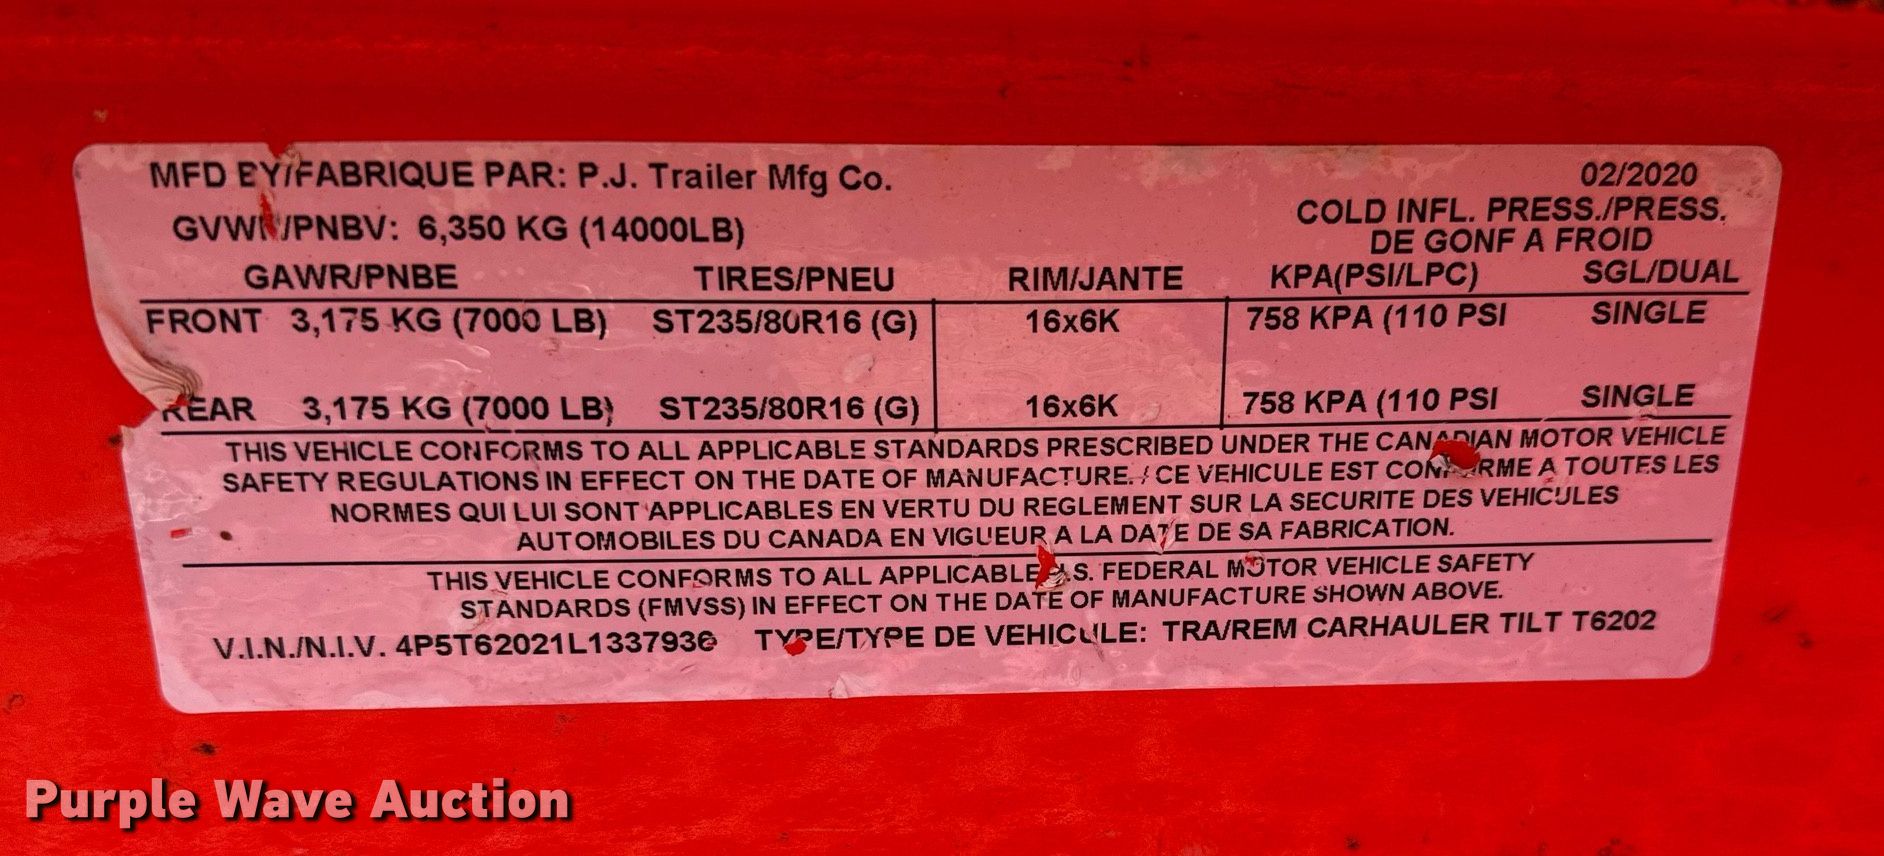 MFD BY/FABRIQUE PAR: P.J. Trailer Mfg Co. 02/2020
GVWR/PNBV: 6,350 KG (14000LB) COLD INFL. PRESS./PRESS.
DE GONF A FROID
GAWR/PNBE TIRES/PNEU RIM/JANTE KPA(PSI/LPC) SGL/DUAL
FRONT 3,175 KG (7000 LB) ST235/80R16 (G) 16x6K 758 KPA (110 PSI SINGLE
REAR 3,175 KG (7000 LB) ST235/80R16 (G) 16x6K 758 KPA (110 PSI SINGLE
THIS VEHICLE CONFORMS TO ALL APPLICABLE STANDARDS PRESCRIBED UNDER THE CANADIAN MOTOR VEHICLE
SAFETY REGULATIONS IN EFFECT ON THE DATE OF MANUFACTURE. / CE VEHICULE EST CONFORME A TOUTES LES
NORMES QUI LUI SONT APPLICABLES EN VERTU DU REGLEMENT SUR LA SECURITE DES VEHICULES
AUTOMOBILES DU CANADA EN VIGUEUR A LA DATE DE SA FABRICATION.
THIS VEHICLE CONFORMS TO ALL APPLICABLE U.S. FEDERAL MOTOR VEHICLE SAFETY
STANDARDS (FMVSS) IN EFFECT ON THE DATE OF MANUFACTURE SHOWN ABOVE.
V.I.N./N.I.V. TYPE/TYPE DE VEHICULE: TRA/REM CARHAULER TILT T6202
Purple Wave Auction